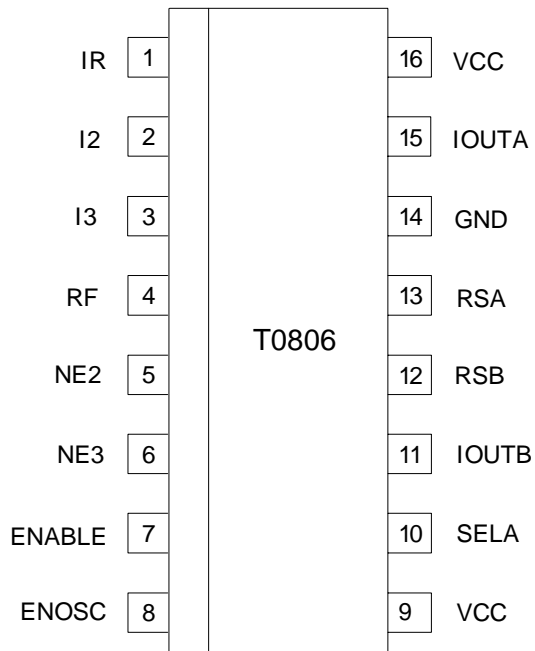 IR 1 16 VCC
I2 2 15 IOUTA
I3 3 14 GND
RF 4 13 RSA
T0806
NE2 5 12 RSB
NE3 6 11 IOUTB
ENABLE 7 10 SELA
ENOSC 8 9 VCC